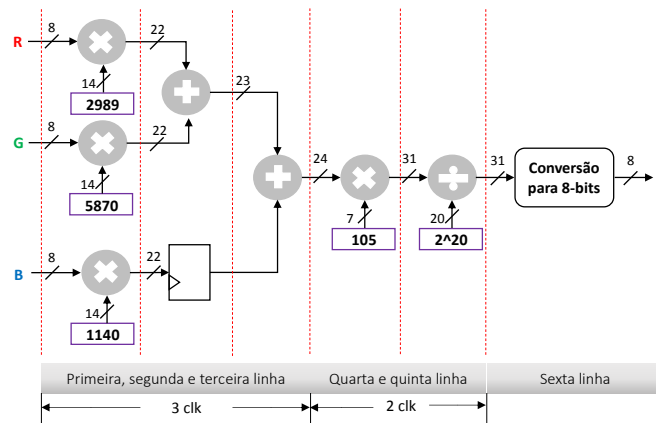 R 8 22
14
2989
23
G 8 22
14
5870
24 31 31 8
Conversão
para 8-bits
7 20
105 2^20
B 8 22
14
1140
Primeira, segunda e terceira linha Quarta e quinta linha Sexta linha
3 clk 2 clk